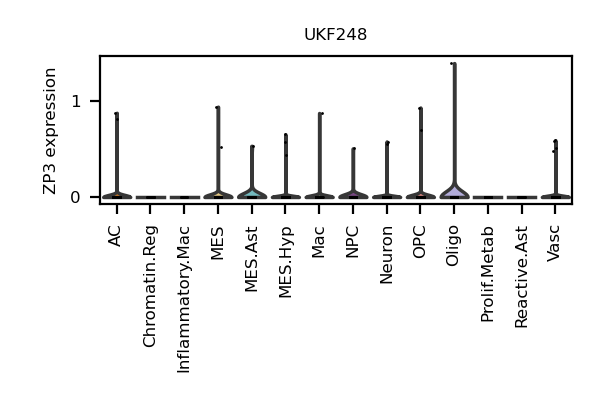 UKF248
ZP3 expression
1
0
AC
Chromatin.Reg
Inflammatory.Mac
MES
MES.Ast
MES.Hyp
Mac
NPC
Neuron
OPC
Oligo
Prolif.Metab
Reactive.Ast
Vasc